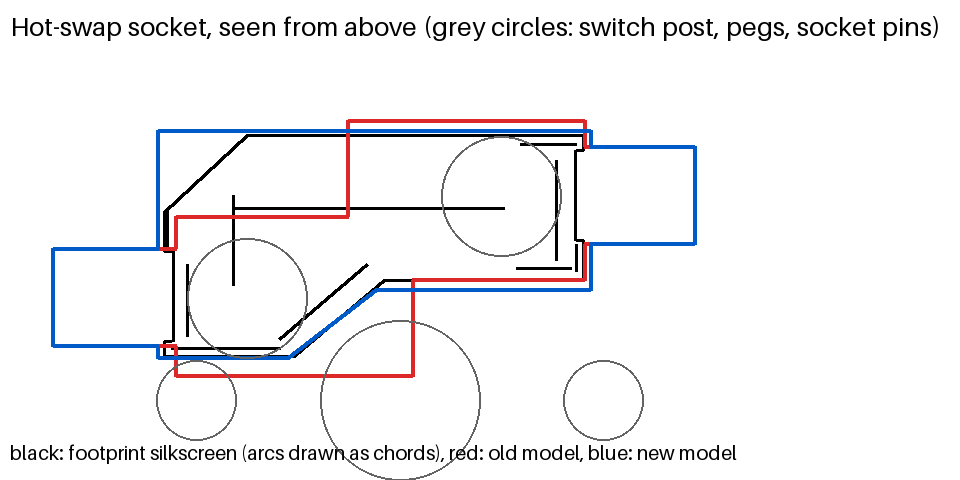 Hot-swap socket, seen from above (grey circles: switch post, pegs, socket pins)
black: footprint silkscreen (arcs drawn as chords), red: old model, blue: new model